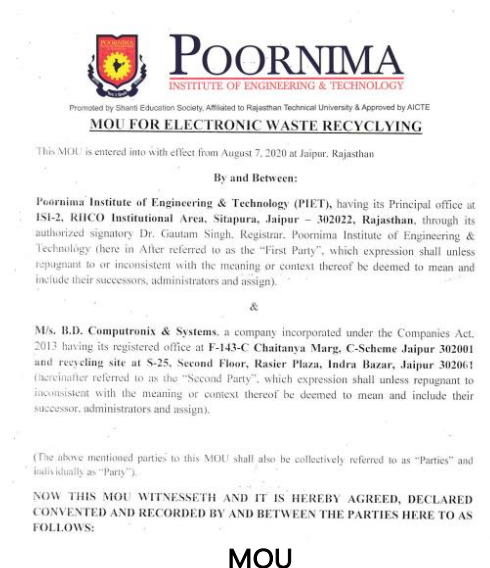 POORNIMA
INSTITUTE OF ENGINEERING & TECHNOLOGY
Promoted by Shanti Education Society, Affiliated to Rajasthan Technical University & Approved by AICTE
MOU FOR ELECTRONIC WASTE RECYCLYING
This MOU is entered into with effect from August 7, 2020 at Jaipur, Rajasthan
By and Between:
Poornima Institute of Engineering & Technology (PIET), having its Principal office at
ISI-2, RIICO Institutional Area, Sitapura, Jaipur – 302022, Rajasthan, through its
authorized signatory Dr. Gautam Singh, Registrar, Poornima Institute of Engineering &
Technology (here in After referred to as the “First Party”, which expression shall unless
repugnant to or inconsistent with the meaning or context thereof be deemed to mean and
include their successors, administrators and assign).
&
M/s. B.D. Computronix & Systems, a company incorporated under the Companies Act,
2013 having its registered office at F-143-C Chaitanya Marg, C-Scheme Jaipur 302001
and recycling site at S-25, Second Floor, Rasier Plaza, Indra Bazar, Jaipur 302061
(hereinafter referred to as the “Second Party”, which expression shall unless repugnant to
inconsistent with the meaning or context thereof be deemed to mean and include their
successor, administrators and assign).
(The above mentioned parties to this MOU shall also be collectively referred to as “Parties” and
individually as “Party”).
NOW THIS MOU WITNESSETH AND IT IS HEREBY AGREED, DECLARED
CONVENTED AND RECORDED BY AND BETWEEN THE PARTIES HERE TO AS
FOLLOWS:
MOU